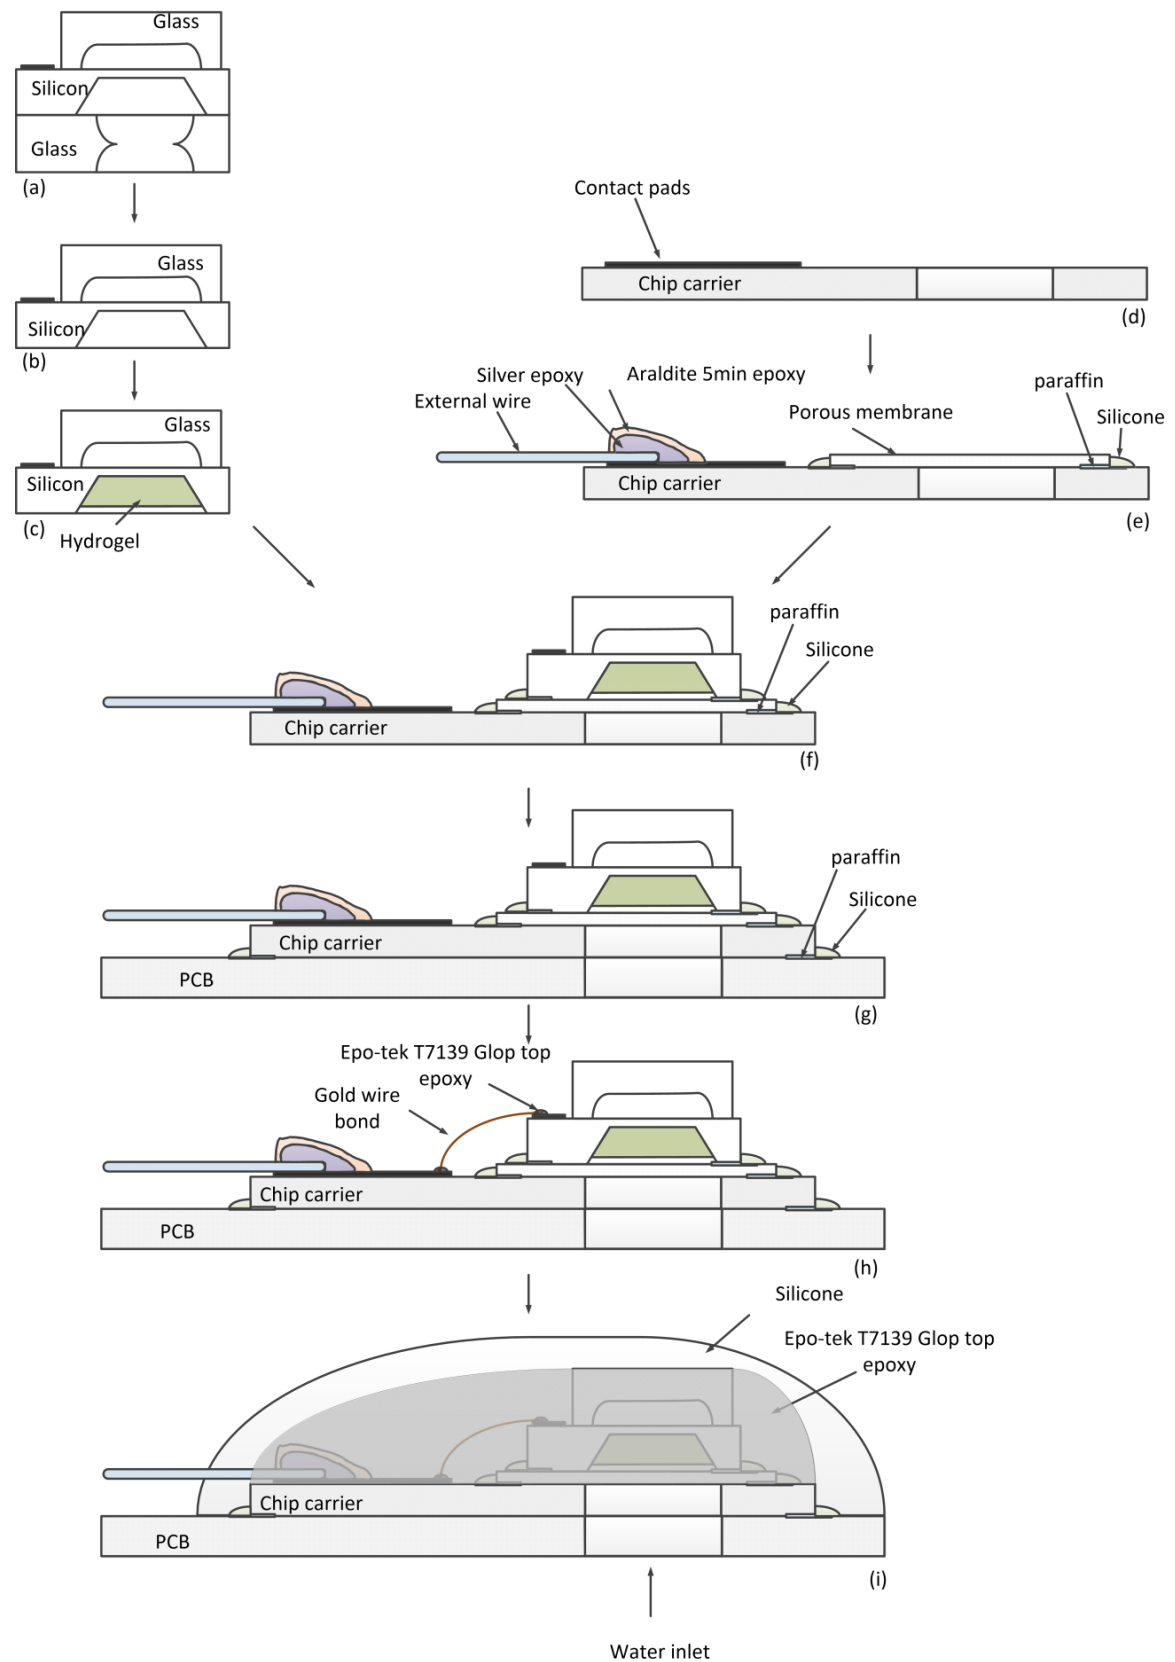 Glass
Silicon
Glass
(a)
Glass
Silicon
(b)
Glass
Silicon
(c)
Hydrogel
Contact pads
Chip carrier
(d)
Silver epoxy
Araldite 5min epoxy
External wire
Porous membrane
paraffin
Silicone
Chip carrier
(e)
paraffin
Silicone
Chip carrier
(f)
paraffin
Silicone
Chip carrier
PCB
(g)
Epo-tek T7139 Glop top
epoxy
Gold wire
bond
Chip carrier
PCB
(h)
Silicone
Epo-tek T7139 Glop top
epoxy
Chip carrier
PCB
(i)
Water inlet